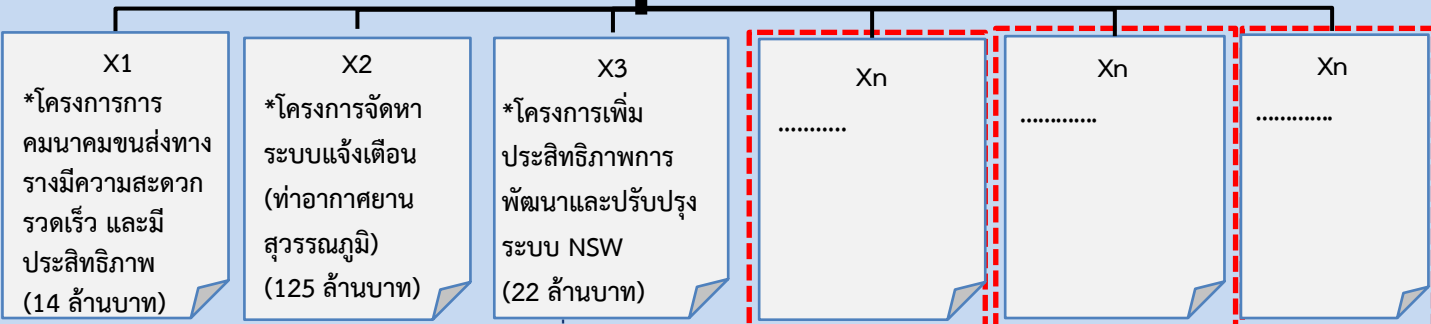 X1
*โครงการการ
คมนาคมขนส่งทาง
รางมีความสะดวก
รวดเร็ว และมี
ประสิทธิภาพ
(14 ล้านบาท)
X2
*โครงการจัดหา
ระบบแจ้งเตือน
(ท่าอากาศยาน
สุวรรณภูมิ)
(125 ล้านบาท)
X3
*โครงการเพิ่ม
ประสิทธิภาพการ
พัฒนาและปรับปรุง
ระบบ NSW
(22 ล้านบาท)
Xn
...........
Xn
.............
Xn
.............